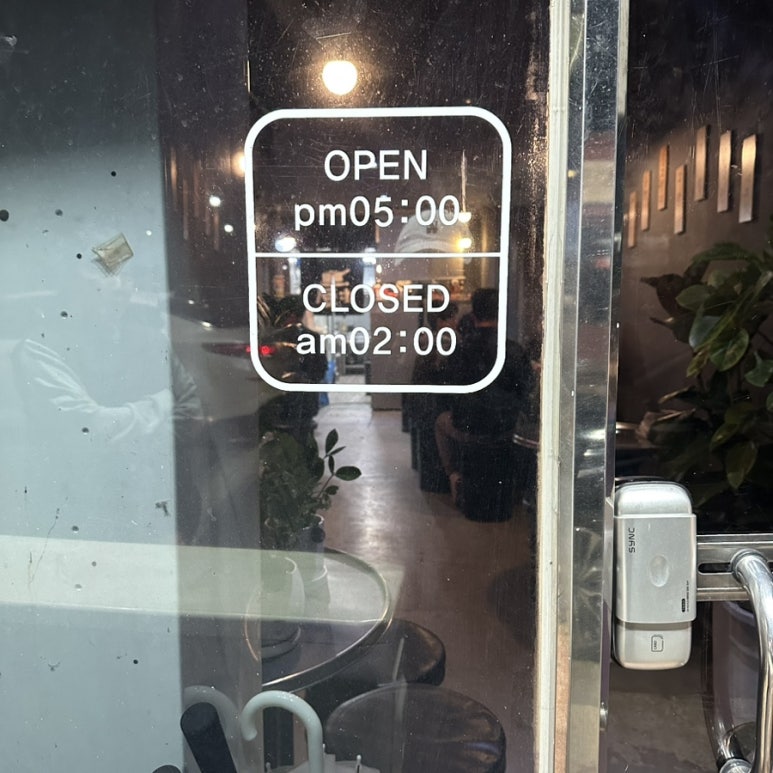 OPEN
pm05:00
CLOSED
am02:00
SYNC